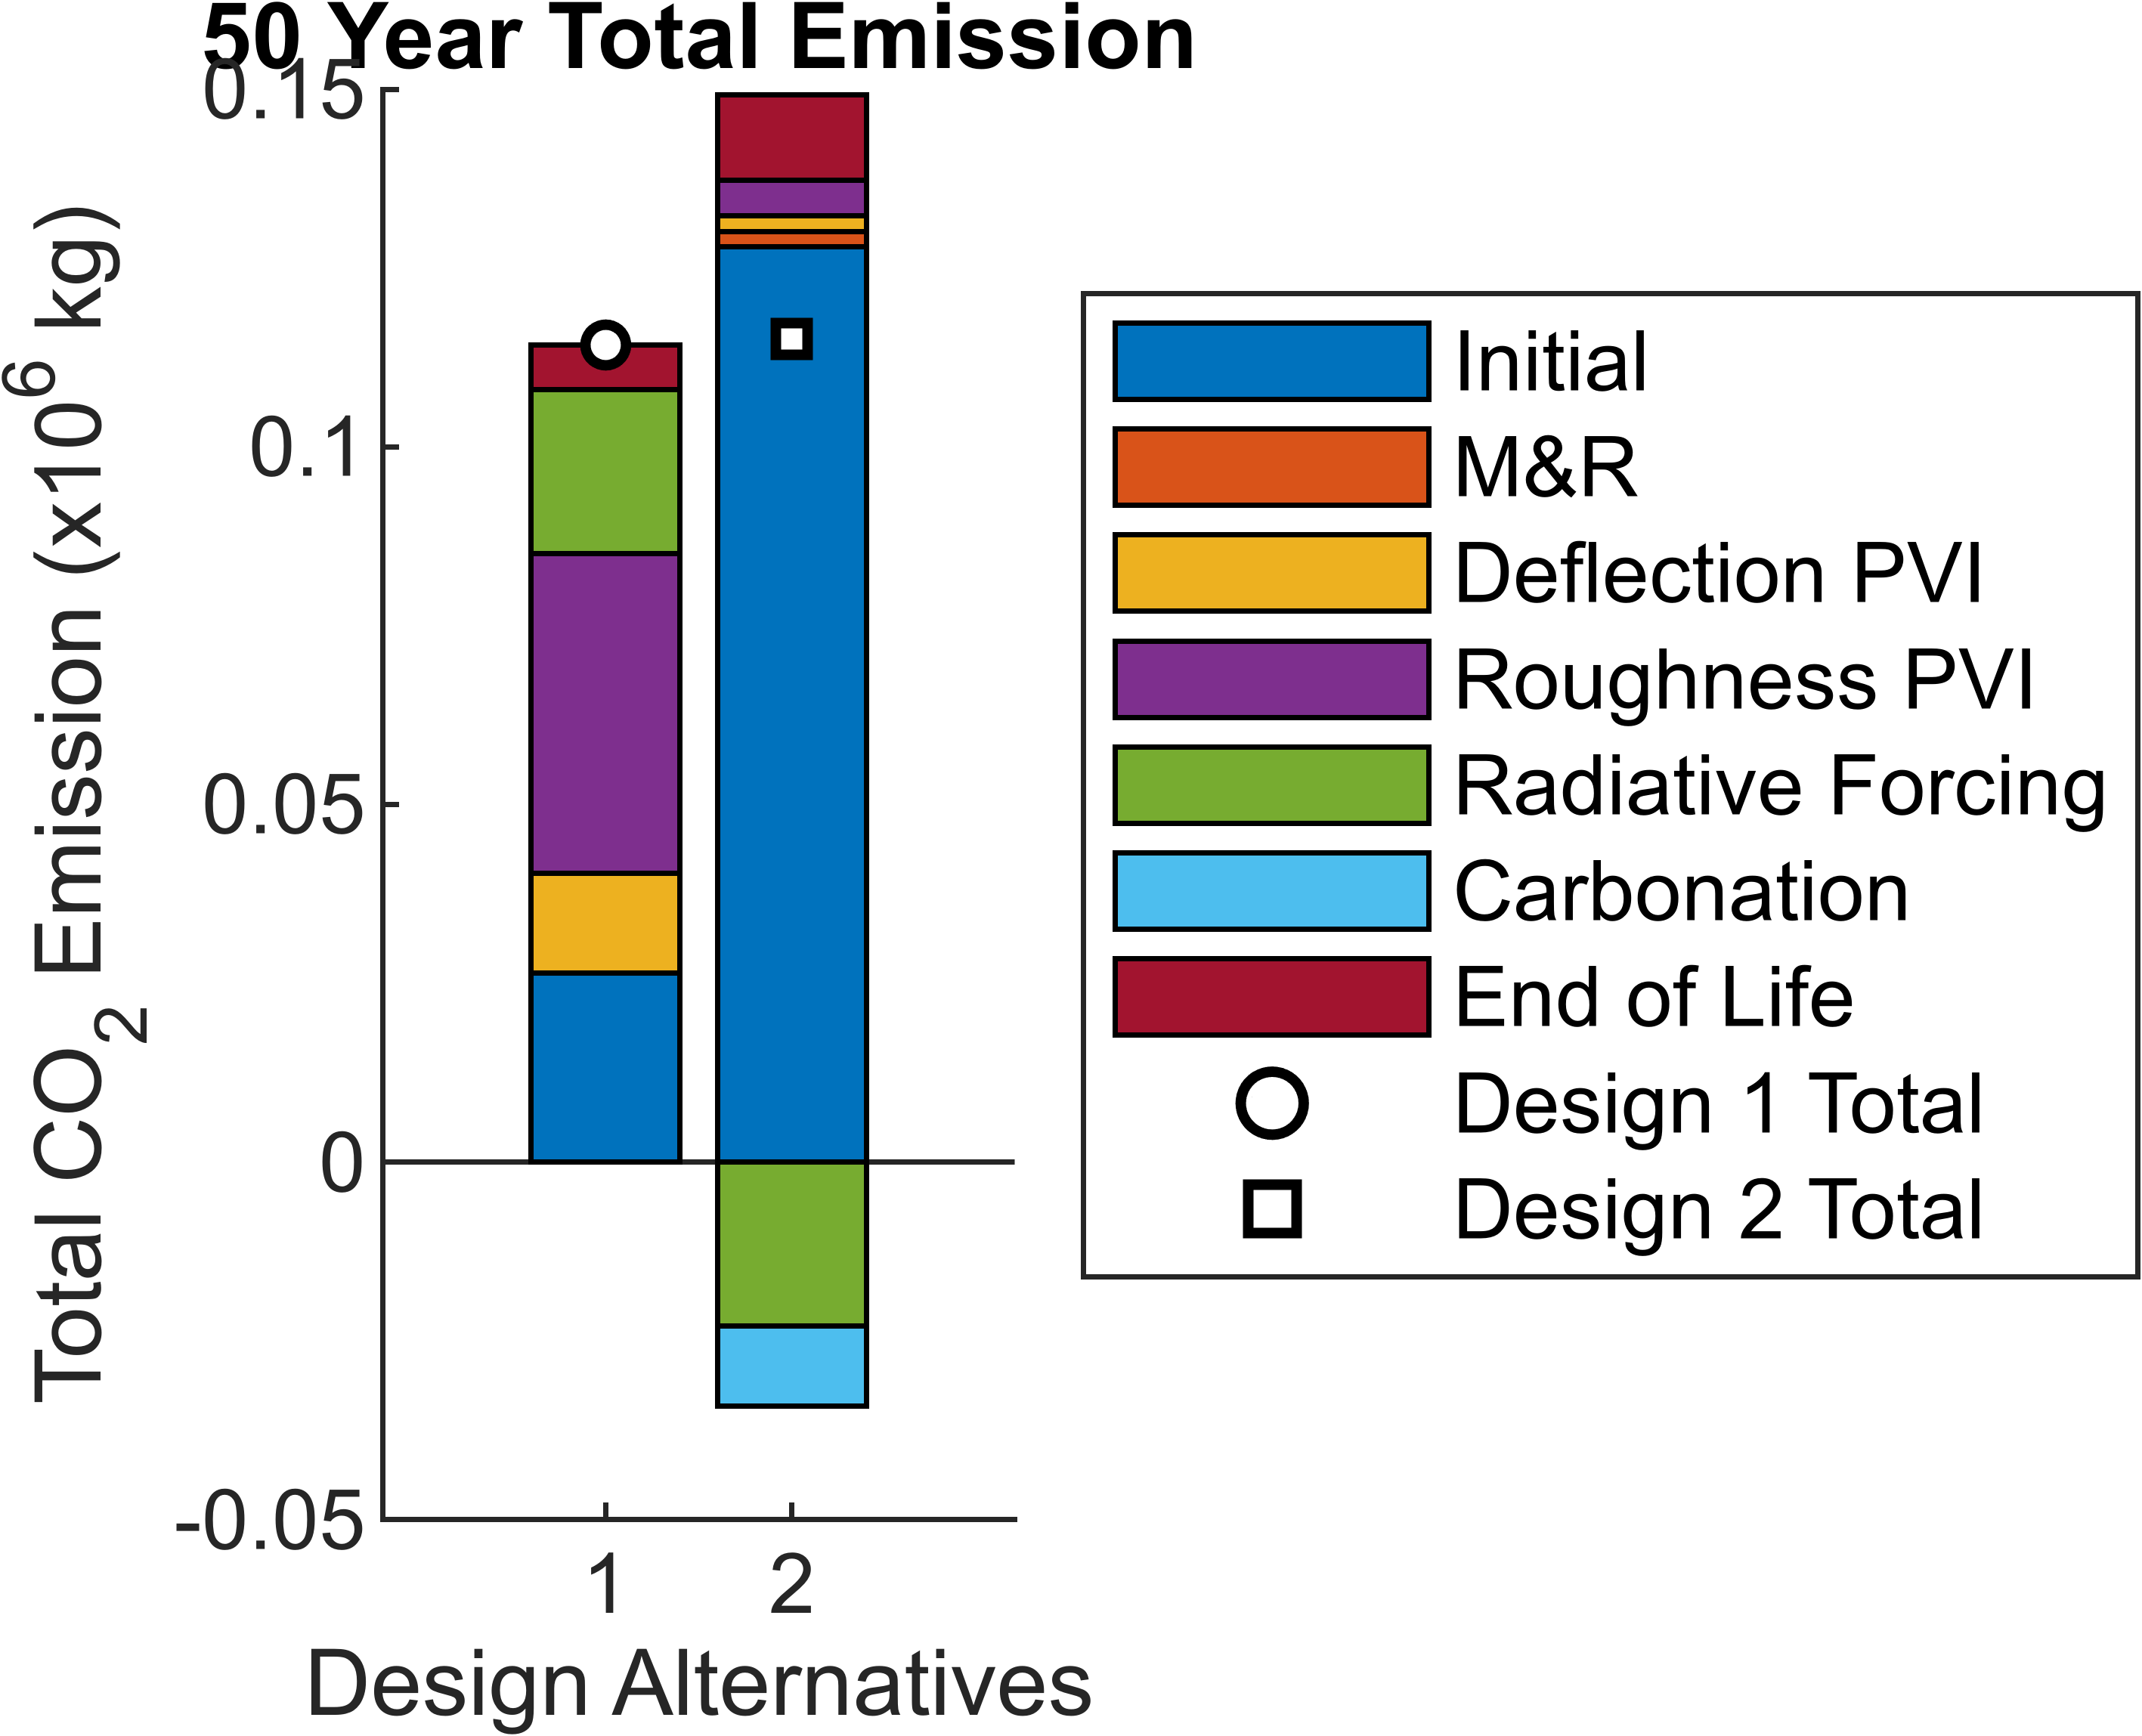 50 Year Total Emission
Total CO2 Emission (x10^6 kg)
0.15
0.1
0.05
0
-0.05
1 2
Design Alternatives
Initial
M&R
Deflection PVI
Roughness PVI
Radiative Forcing
Carbonation
End of Life
Design 1 Total
Design 2 Total